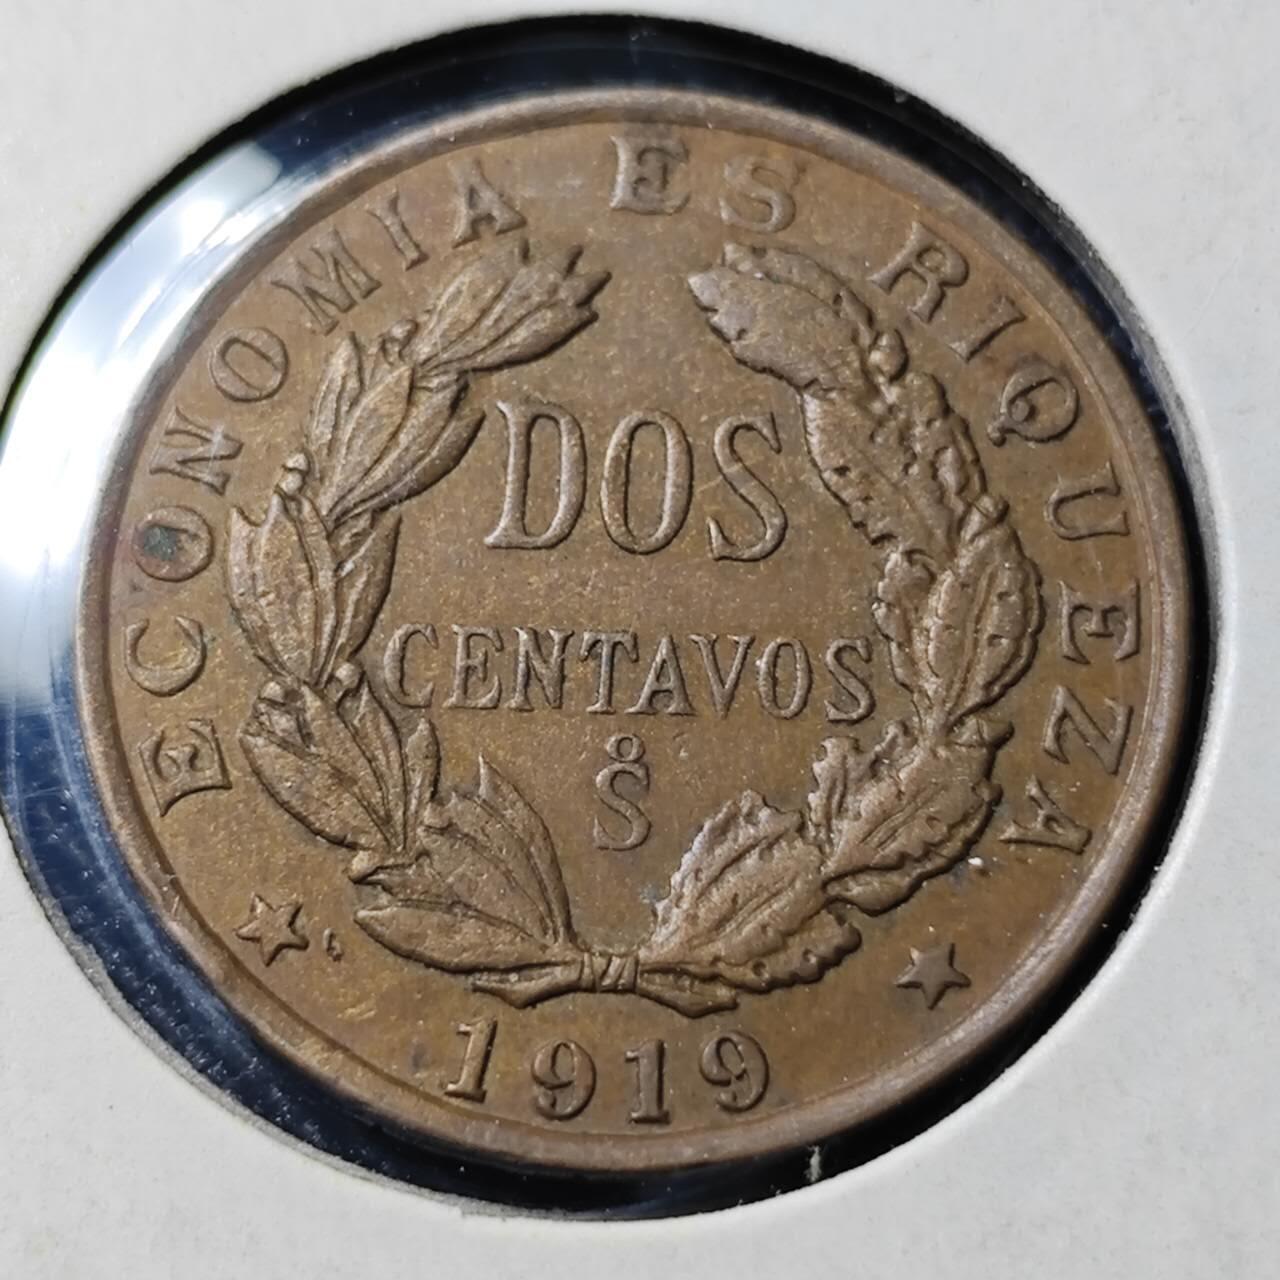 ECONOMIA ES RIQUEZA
DOS
CENTAVOS
S°
1919